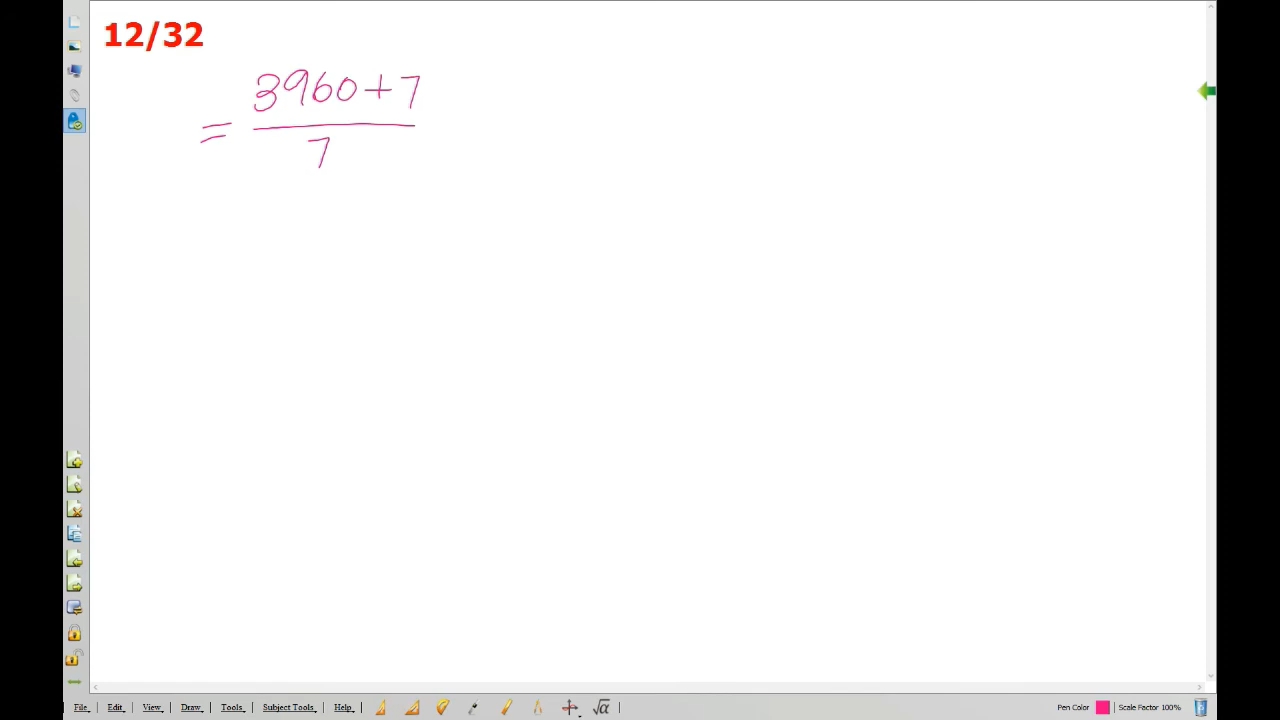 12/32
3960+7
=
7
File Edit View Draw Tools Subject Tools Help √α Pen Color Scale Factor 100%